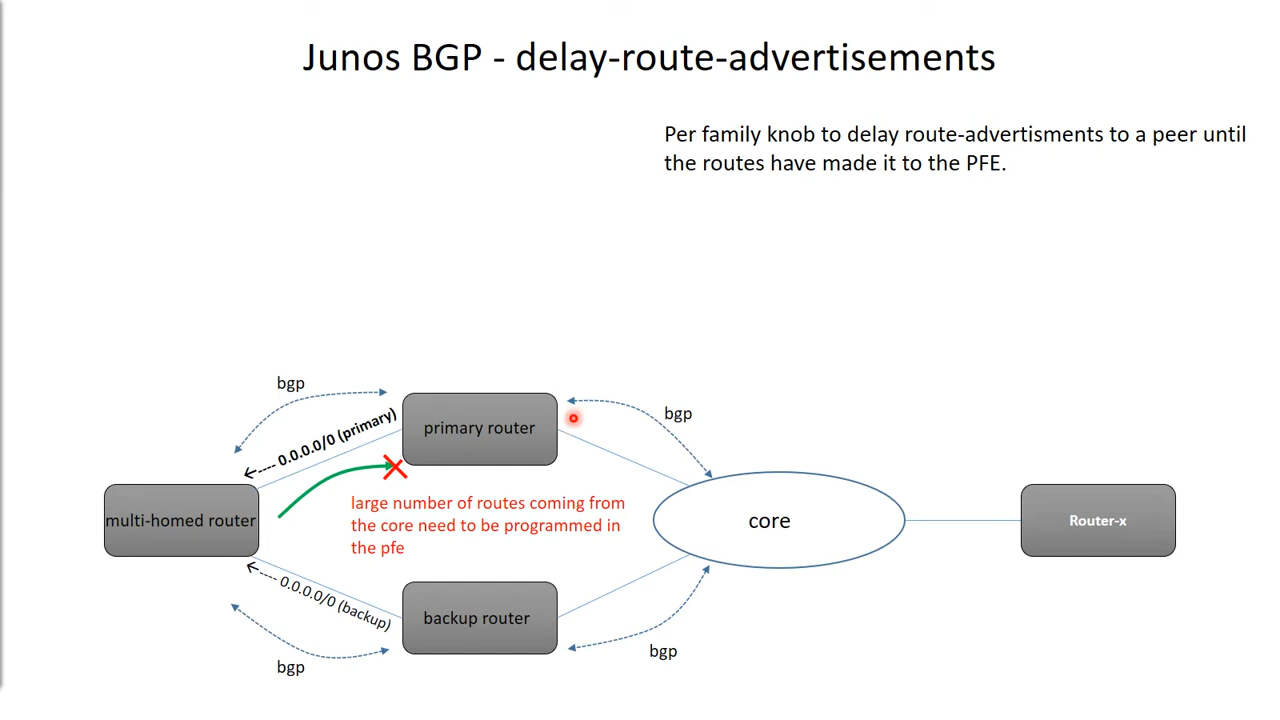 Junos BGP - delay-route-advertisements
Per family knob to delay route-advertisments to a peer until
the routes have made it to the PFE.
bgp
primary router
bgp
<---- 0.0.0.0/0 (primary)
multi-homed router
large number of routes coming from
the core need to be programmed in
the pfe
core
Router-x
<---- 0.0.0.0/0 (backup)
backup router
bgp
bgp